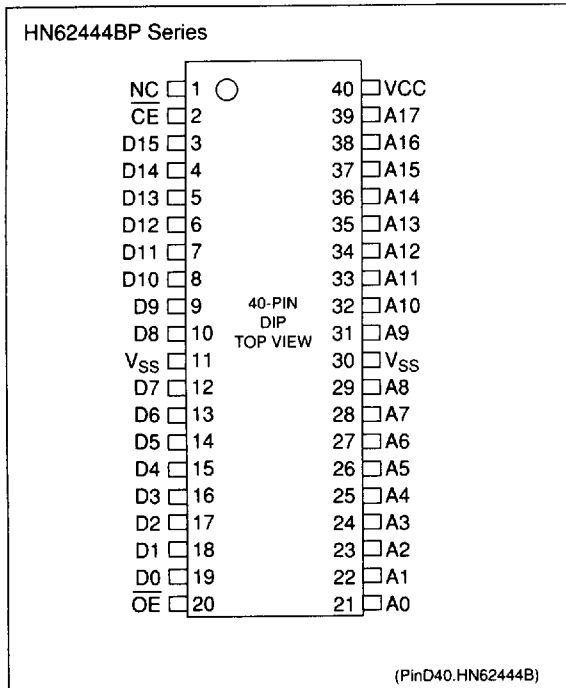 HN62444BP Series
NC 1 40 VCC
C̅E̅ 2 39 A17
D15 3 38 A16
D14 4 37 A15
D13 5 36 A14
D12 6 35 A13
D11 7 34 A12
D10 8 33 A11
D9 9 32 A10
D8 10 31 A9
VSS 11 30 VSS
D7 12 29 A8
D6 13 28 A7
D5 14 27 A6
D4 15 26 A5
D3 16 25 A4
D2 17 24 A3
D1 18 23 A2
D0 19 22 A1
O̅E̅ 20 21 A0
40-PIN
DIP
TOP VIEW
(PinD40.HN62444B)